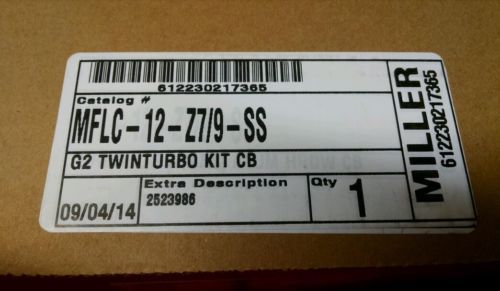 612230217365
Catalog #
MFLC-12-Z7/9-SS
G2 TWINTURBO KIT CB
09/04/14
Extra Description
2523986
Qty
1
MILLER
612230217365